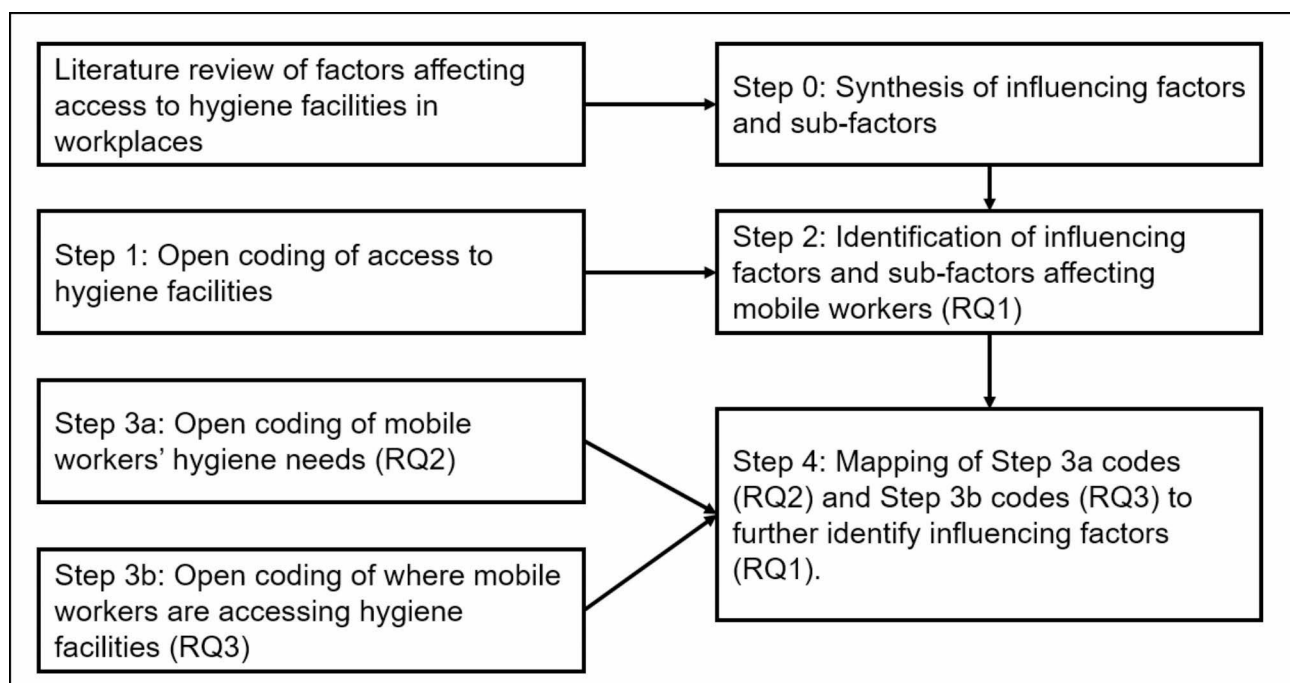 Literature review of factors affecting
access to hygiene facilities in
workplaces
Step 0: Synthesis of influencing factors
and sub-factors
Step 1: Open coding of access to
hygiene facilities
Step 2: Identification of influencing
factors and sub-factors affecting
mobile workers (RQ1)
Step 3a: Open coding of mobile
workers’ hygiene needs (RQ2)
Step 3b: Open coding of where mobile
workers are accessing hygiene
facilities (RQ3)
Step 4: Mapping of Step 3a codes
(RQ2) and Step 3b codes (RQ3) to
further identify influencing factors
(RQ1).